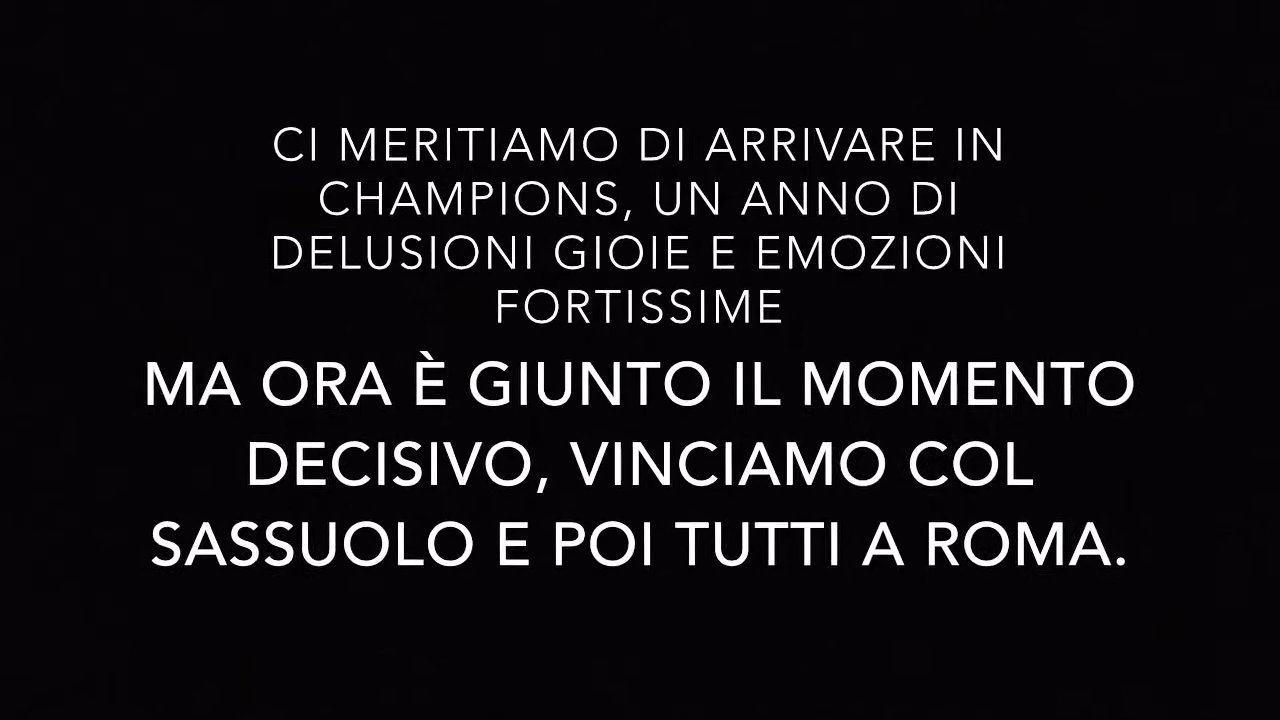 CI MERITIAMO DI ARRIVARE IN
CHAMPIONS, UN ANNO DI
DELUSIONI GIOIE E EMOZIONI
FORTISSIME
MA ORA È GIUNTO IL MOMENTO
DECISIVO, VINCIAMO COL
SASSUOLO E POI TUTTI A ROMA.